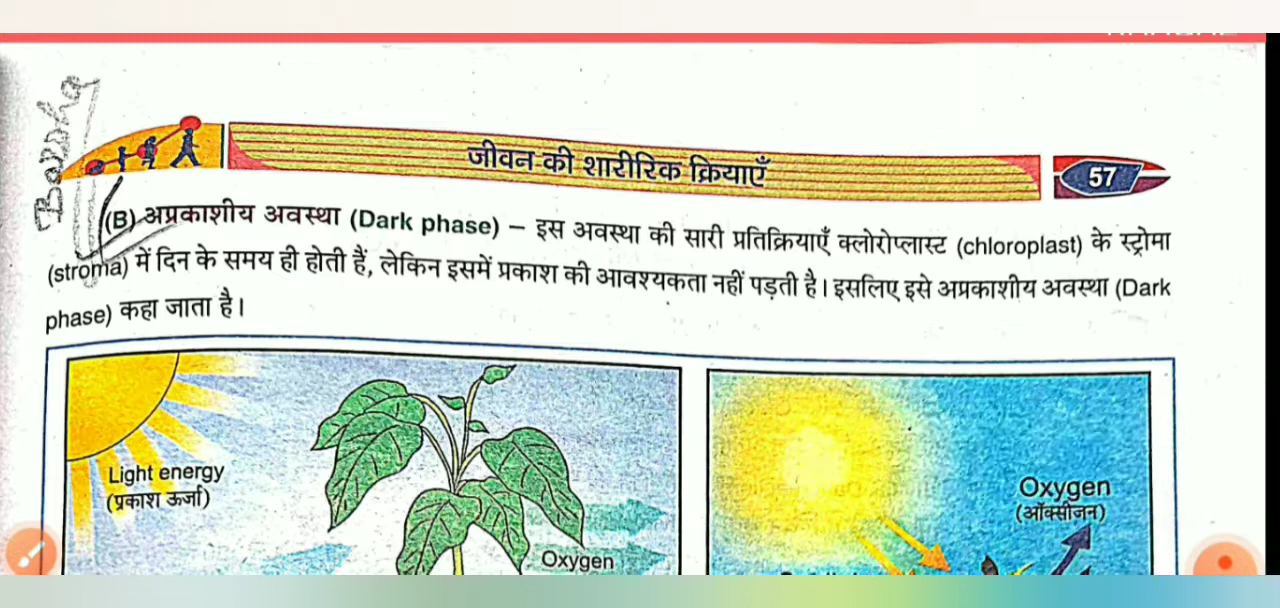 जीवन की शारीरिक क्रियाएँ
57
(B) अप्रकाशीय अवस्था (Dark phase) – इस अवस्था की सारी प्रतिक्रियाएँ क्लोरोप्लास्ट (chloroplast) के स्ट्रोमा
(stroma) में दिन के समय ही होती हैं, लेकिन इसमें प्रकाश की आवश्यकता नहीं पड़ती है। इसलिए इसे अप्रकाशीय अवस्था (Dark
phase) कहा जाता है।
Light energy
(प्रकाश ऊर्जा)
Oxygen
Oxygen
(ऑक्सीजन)